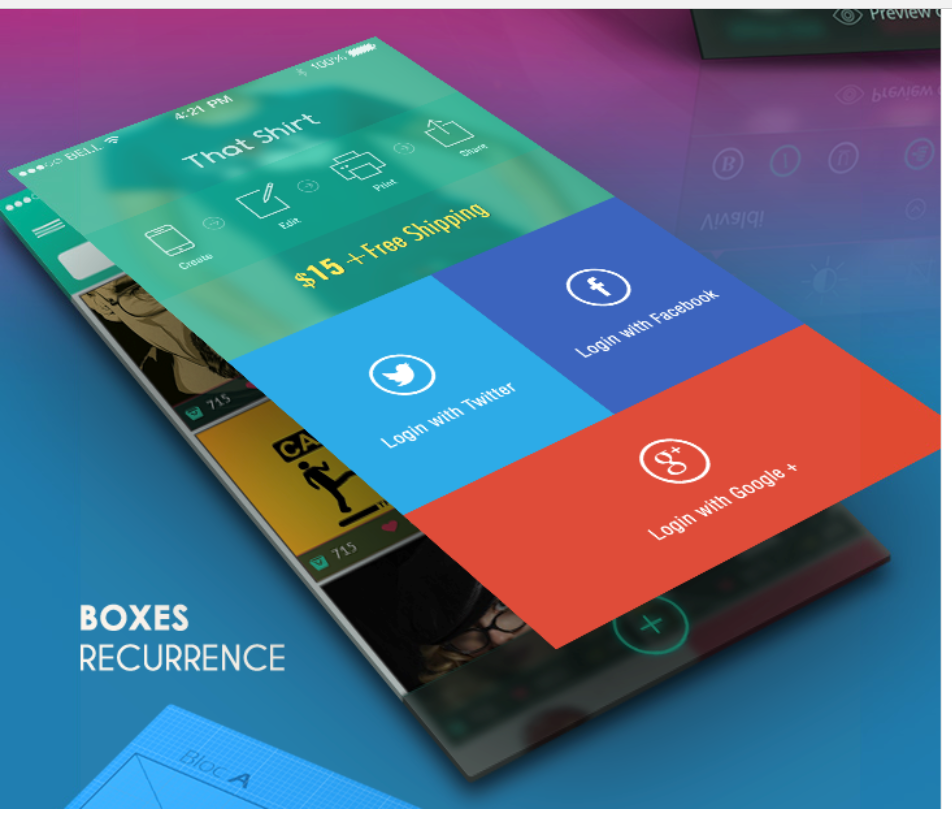 Preview
Preview
BELL
4:21 PM
100%
That Shirt
Create
Edit
Print
Share
$15 + Free Shipping
Vivaldi
Login with Facebook
Login with Twitter
Login with Google +
715
CA
715
BOXES
RECURRENCE
Bloc A